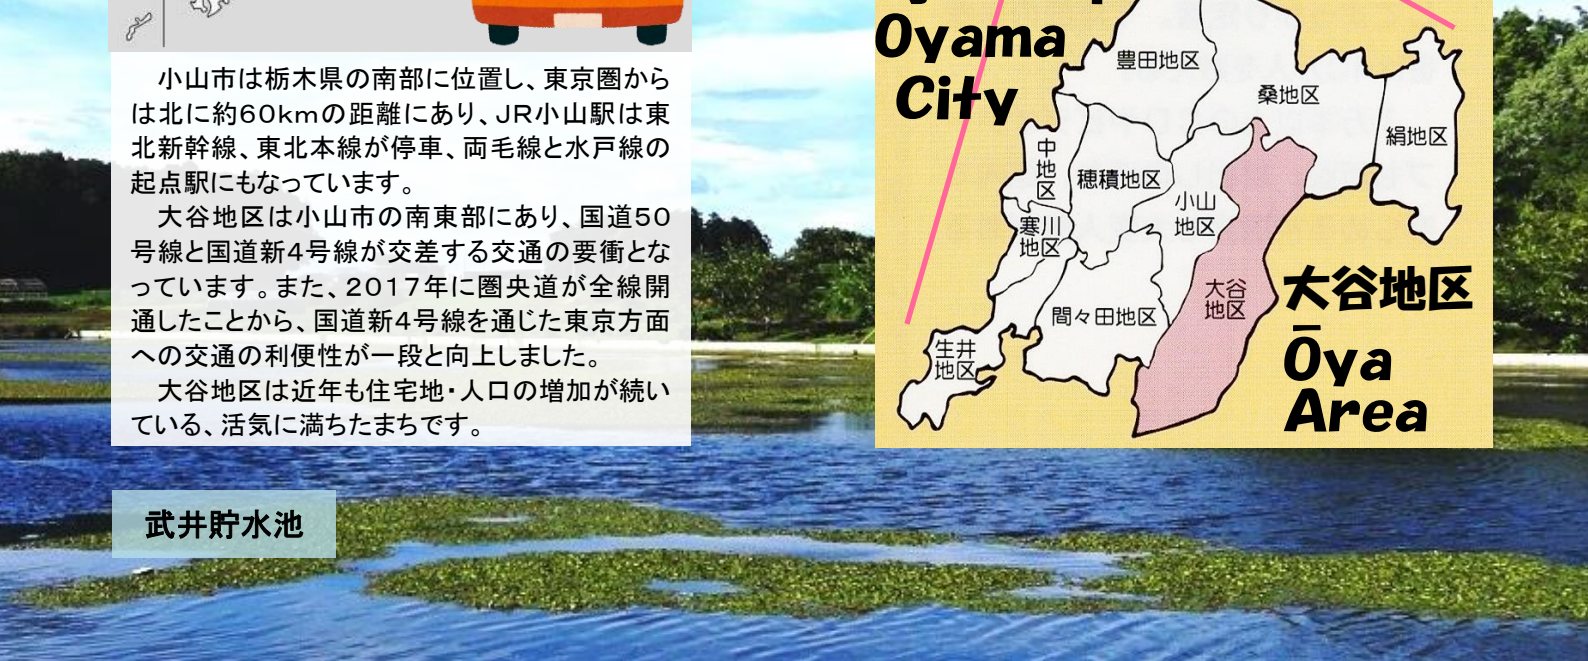 小山市は栃木県の南部に位置し、東京圏から
は北に約60kmの距離にあり、JR小山駅は東
北新幹線、東北本線が停車、両毛線と水戸線の
起点駅にもなっています。
大谷地区は小山市の南東部にあり、国道50
号線と国道新4号線が交差する交通の要衝とな
っています。また、2017年に圏央道が全線開
通したことから、国道新4号線を通じた東京方面
への交通の利便性が一段と向上しました。
大谷地区は近年も住宅地・人口の増加が続い
ている、活気に満ちたまちです。
武井貯水池
Oyama
City
豊田地区
桑地区
絹地区
中
地
区
穂積地区
小山
地区
寒川
地区
大谷
地区
間々田地区
生井
地区
大谷地区
Ōya
Area